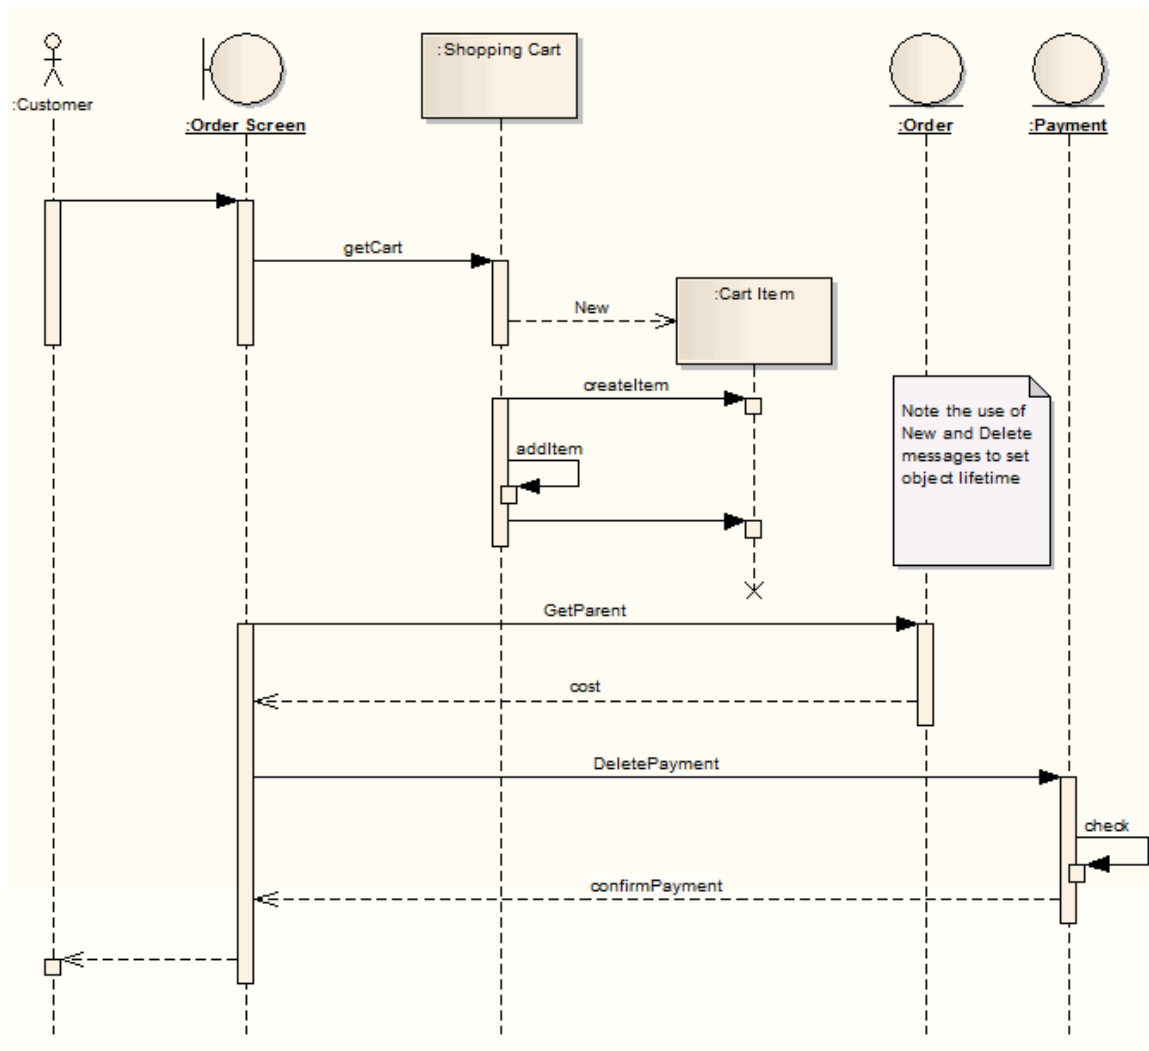 :Shopping Cart
:Customer
:Order Screen
:Order
:Payment
getCart
:Cart Item
New
createItem
Note the use of
New and Delete
messages to set
object lifetime
addItem
GetParent
cost
DeletePayment
check
confirmPayment